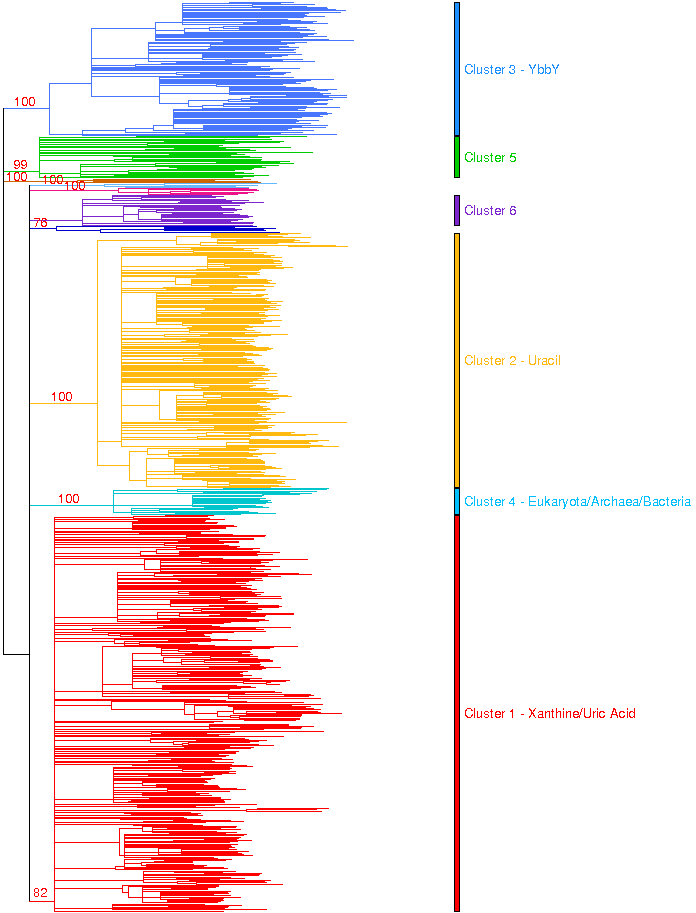 Cluster 3 - YbbY
100
99
Cluster 5
100
100
100
Cluster 6
78
Cluster 2 - Uracil
100
100
Cluster 4 - Eukaryota/Archaea/Bacteria
Cluster 1 - Xanthine/Uric Acid
82